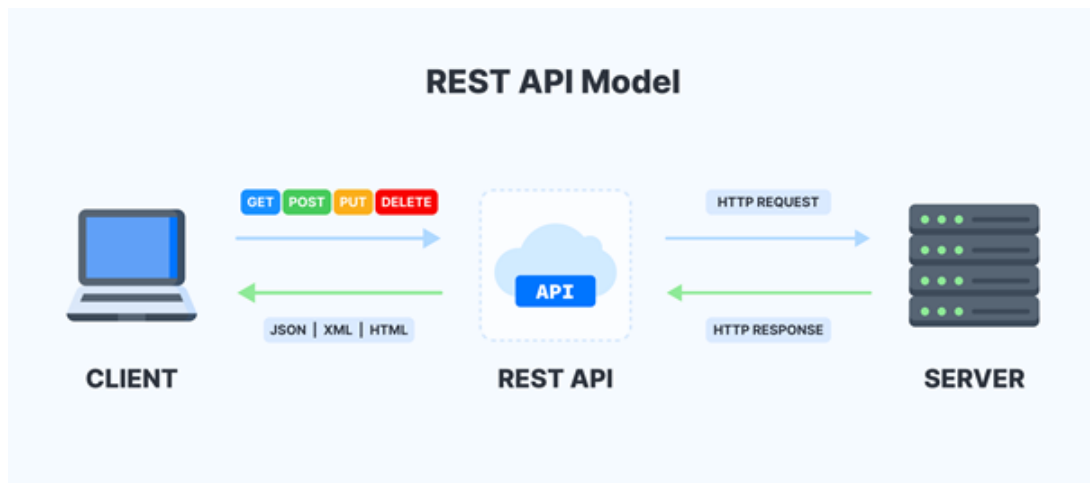 REST API Model
GET POST PUT DELETE
HTTP REQUEST
API
JSON | XML | HTML
HTTP RESPONSE
CLIENT
REST API
SERVER